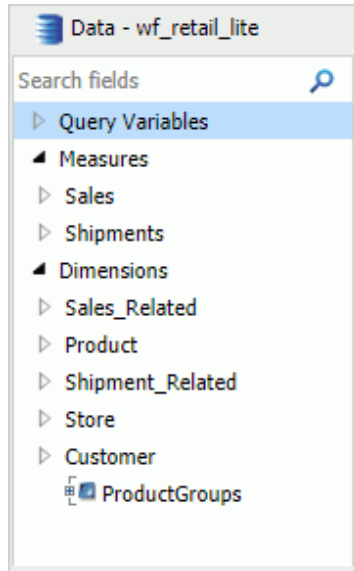 Data - wf_retail_lite
Search fields
Query Variables
Measures
Sales
Shipments
Dimensions
Sales_Related
Product
Shipment_Related
Store
Customer
ProductGroups